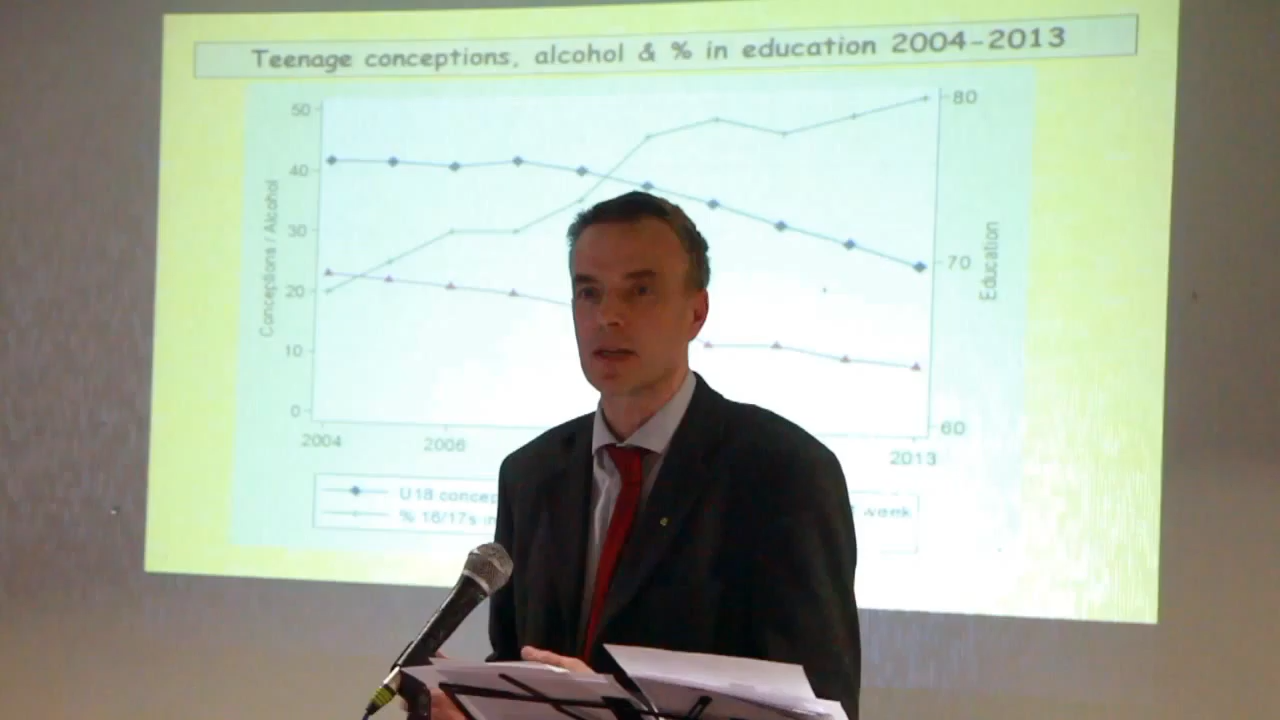 Teenage conceptions, alcohol & % in education 2004-2013
50
40
30
20
10
0
Conceptions / Alcohol
80
70
60
Education
2004
2006
2013
U18 concep
% 16/17s in
week